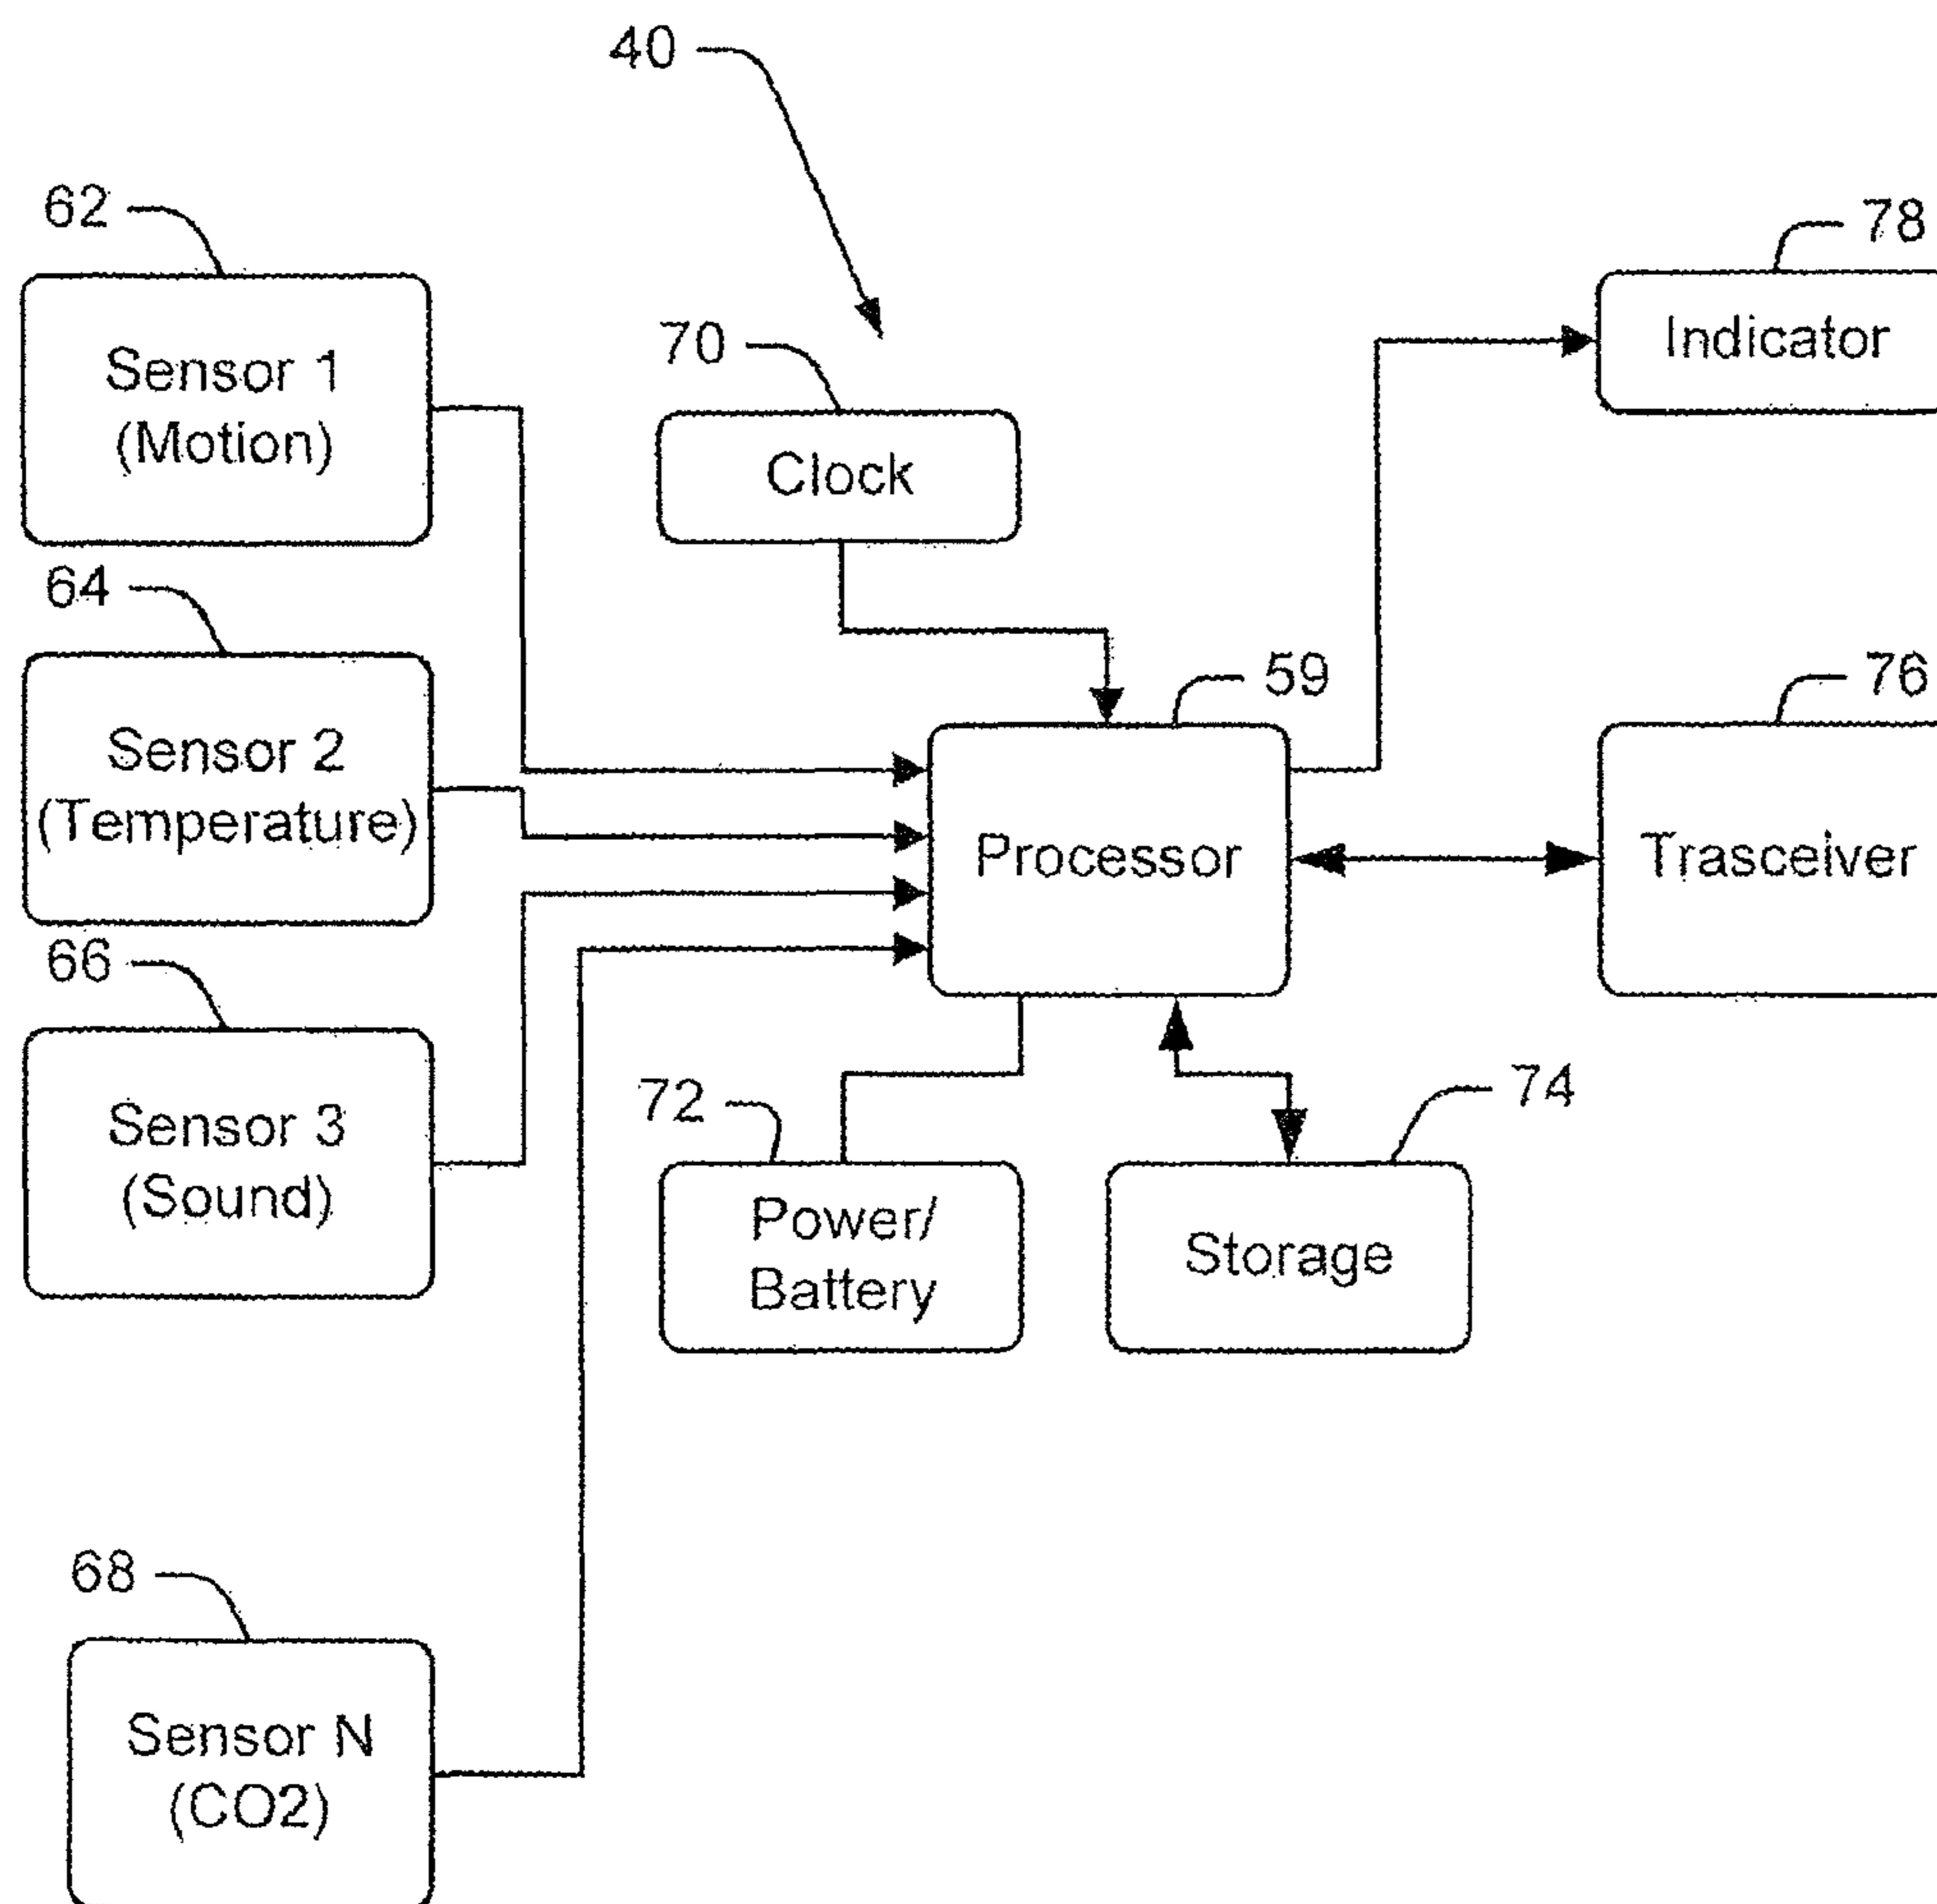 40
62
78
Sensor 1
(Motion)
70
Indicator
Clock
64
59
76
Sensor 2
(Temperature)
Processor
Trasceiver
66
Sensor 3
(Sound)
72
74
Power/
Battery
Storage
68
Sensor N
(CO2)